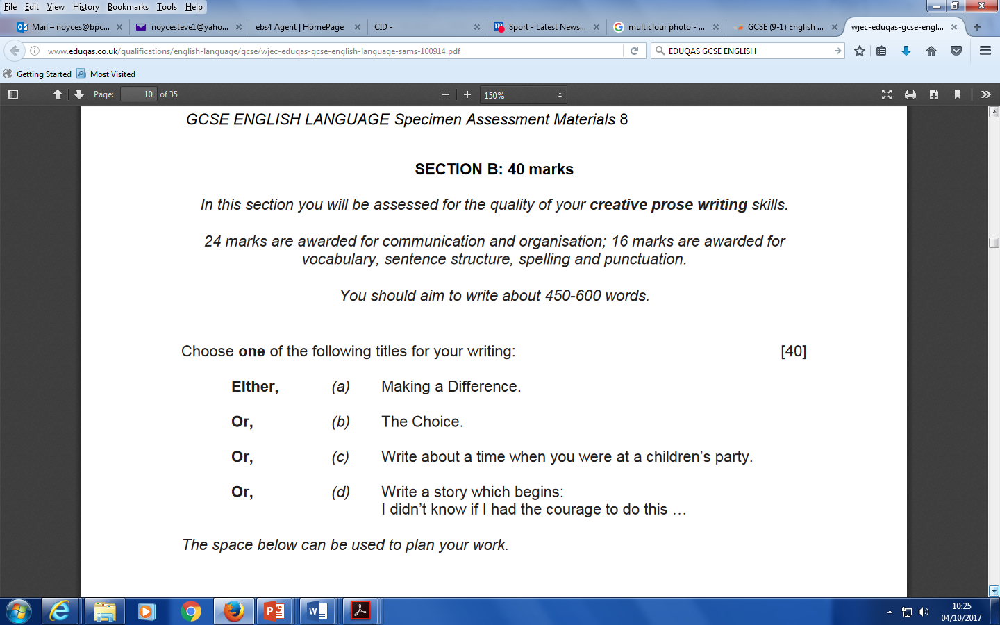 File Edit View History Bookmarks Tools Help
Mail – noyces@bpc... noycesteve1@yaho... ebs4 Agent | HomePage CID - Sport - Latest News... multiclour photo - ... GCSE (9-1) English ... wjec-eduqas-gcse-engl...
www.eduqas.co.uk/qualifications/english-language/gcse/wjec-eduqas-gcse-english-language-sams-100914.pdf EDUQAS GCSE ENGLISH
Getting Started Most Visited
Page: 10 of 35 150%
GCSE ENGLISH LANGUAGE Specimen Assessment Materials 8
SECTION B: 40 marks
In this section you will be assessed for the quality of your creative prose writing skills.
24 marks are awarded for communication and organisation; 16 marks are awarded for
vocabulary, sentence structure, spelling and punctuation.
You should aim to write about 450-600 words.
Choose one of the following titles for your writing: [40]
Either, (a) Making a Difference.
Or, (b) The Choice.
Or, (c) Write about a time when you were at a children’s party.
Or, (d) Write a story which begins:
I didn’t know if I had the courage to do this …
The space below can be used to plan your work.
10:25
04/10/2017